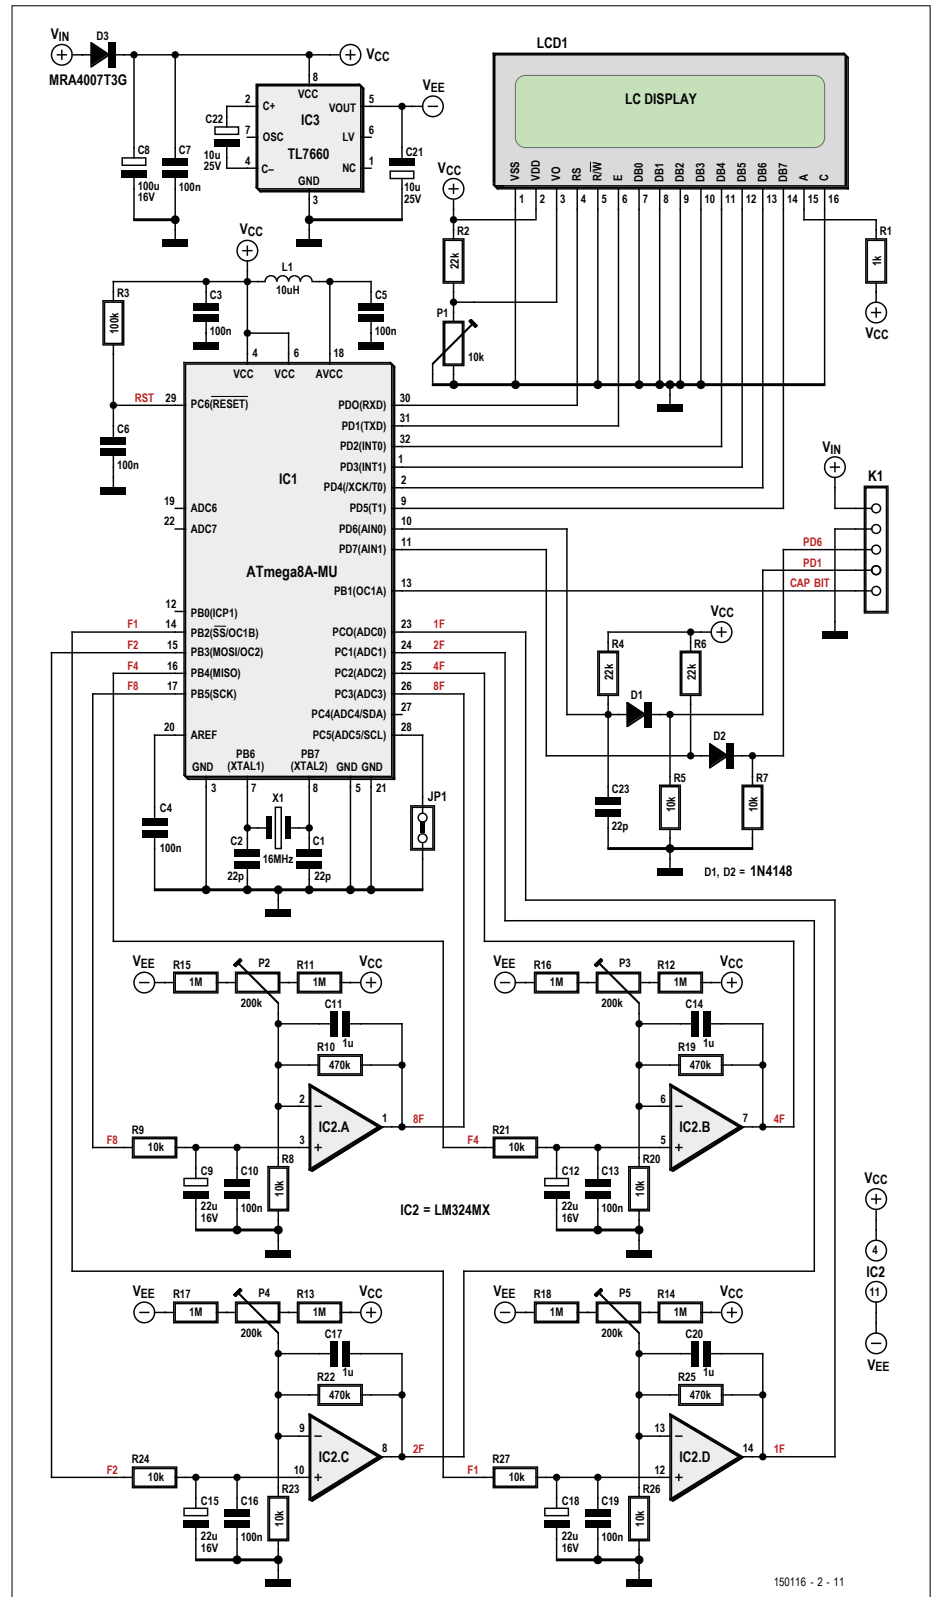 VIN
D3
MRA4007T3G
VCC
C8
100u
16V
C7
100n
C22
10u
25V
2
C+
7
OSC
4
C–
8
VCC
IC3
TL7660
GND
3
VOUT
5
LV
6
NC
1
VEE
C21
10u
25V
LCD1
LC DISPLAY
VSS
VDD
VO
RS
R/W
E
DB0
DB1
DB2
DB3
DB4
DB5
DB6
DB7
A
C
1
2
3
4
5
6
7
8
9
10
11
12
13
14
15
16
VCC
R2
22k
P1
10k
R1
1k
VCC
VCC
L1
10uH
R3
100k
C3
100n
C5
100n
RST
C6
100n
4
6
18
VCC
VCC
AVCC
29
PC6(RESET)
19
ADC6
22
ADC7
12
PB0(ICP1)
F1
14
PB2(SS/OC1B)
F2
15
PB3(MOSI/OC2)
F4
16
PB4(MISO)
F8
17
PB5(SCK)
20
AREF
IC1
ATmega8A-MU
PDO(RXD)
30
PD1(TXD)
31
PD2(INT0)
32
PD3(INT1)
1
PD4(/XCK/T0)
2
PD5(T1)
9
PD6(AIN0)
10
PD7(AIN1)
11
PB1(OC1A)
13
PCO(ADC0)
23
1F
PC1(ADC1)
24
2F
PC2(ADC2)
25
4F
PC3(ADC3)
26
8F
PC4(ADC4/SDA)
27
PC5(ADC5/SCL)
28
GND
PB6
(XTAL1)
PB7
(XTAL2)
GND
GND
3
7
8
5
21
C4
100n
X1
16MHz
C2
22p
C1
22p
JP1
VIN
K1
PD6
PD1
CAP BIT
VCC
R4
22k
R6
22k
D1
D2
C23
22p
R5
10k
R7
10k
D1, D2 = 1N4148
VEE
R15
1M
P2
200k
R11
1M
VCC
C11
1u
R10
470k
2
3
1
IC2.A
8F
F8
R9
10k
C9
22u
16V
C10
100n
R8
10k
VEE
R16
1M
P3
200k
R12
1M
VCC
C14
1u
R19
470k
6
5
7
IC2.B
4F
F4
R21
10k
C12
22u
16V
C13
100n
R20
10k
IC2 = LM324MX
VCC
4
IC2
11
VEE
VEE
R17
1M
P4
200k
R13
1M
VCC
C17
1u
R22
470k
9
10
8
IC2.C
2F
F2
R24
10k
C15
22u
16V
C16
100n
R23
10k
VEE
R18
1M
P5
200k
R14
1M
VCC
C20
1u
R25
470k
13
12
14
IC2.D
1F
F1
R27
10k
C18
22u
16V
C19
100n
R26
10k
150116 - 2 - 11